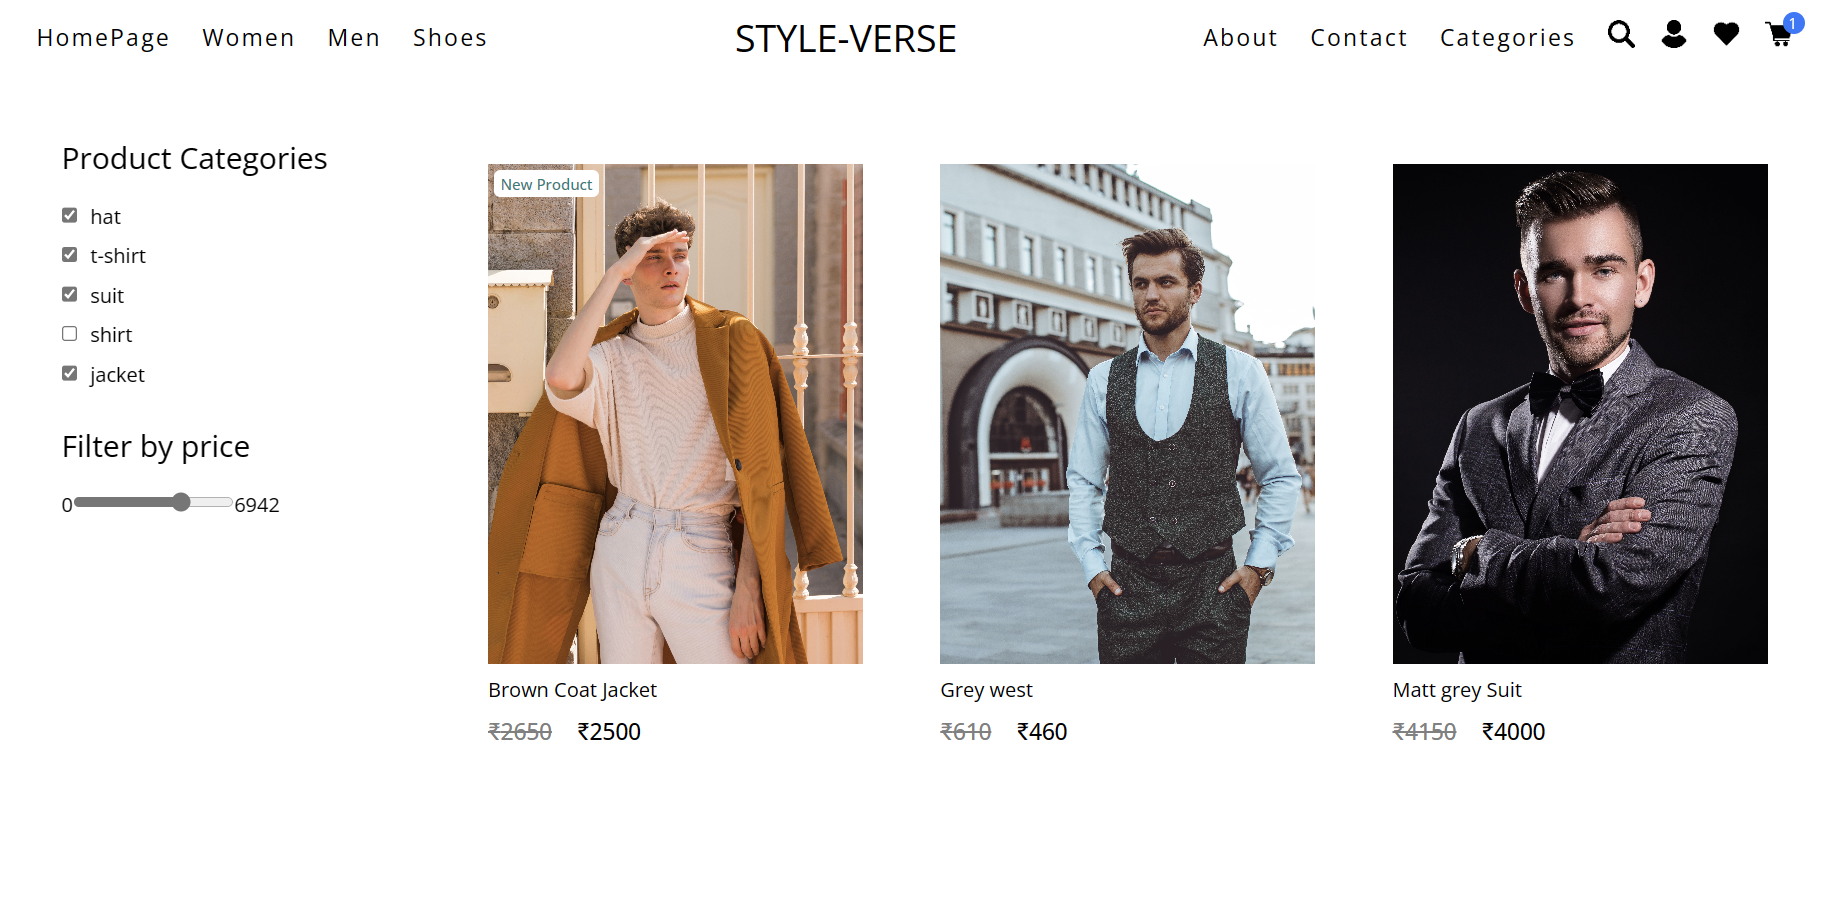 HomePage Women Men Shoes STYLE-VERSE About Contact Categories 1
Product Categories
hat
t-shirt
suit
shirt
jacket
Filter by price
0 6942
New Product
Brown Coat Jacket
₹2650 ₹2500
Grey west
₹610 ₹460
Matt grey Suit
₹4150 ₹4000